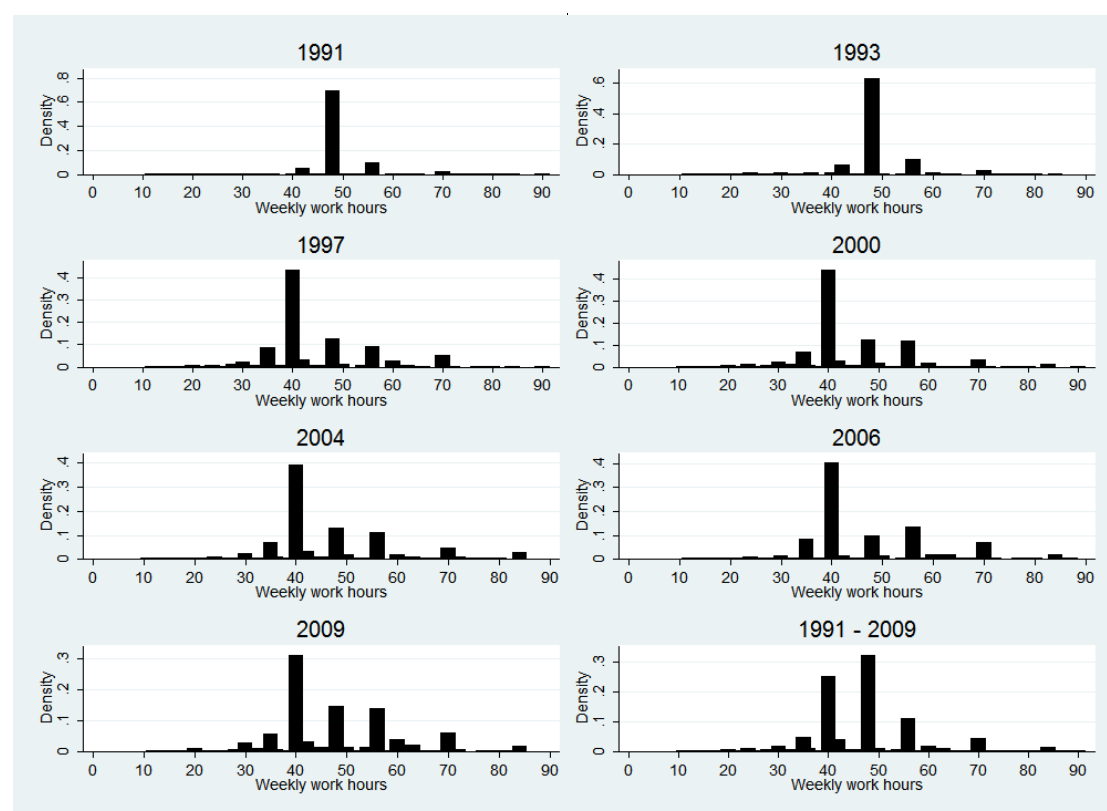 1991
Density
0 .2 .4 .6 .8
0 10 20 30 40 50 60 70 80 90
Weekly work hours
1993
Density
0 .2 .4 .6
0 10 20 30 40 50 60 70 80 90
Weekly work hours
1997
Density
0 .1 .2 .3 .4
0 10 20 30 40 50 60 70 80 90
Weekly work hours
2000
Density
0 .1 .2 .3 .4
0 10 20 30 40 50 60 70 80 90
Weekly work hours
2004
Density
0 .1 .2 .3 .4
0 10 20 30 40 50 60 70 80 90
Weekly work hours
2006
Density
0 .1 .2 .3 .4
0 10 20 30 40 50 60 70 80 90
Weekly work hours
2009
Density
0 .1 .2 .3
0 10 20 30 40 50 60 70 80 90
Weekly work hours
1991 - 2009
Density
0 .1 .2 .3
0 10 20 30 40 50 60 70 80 90
Weekly work hours